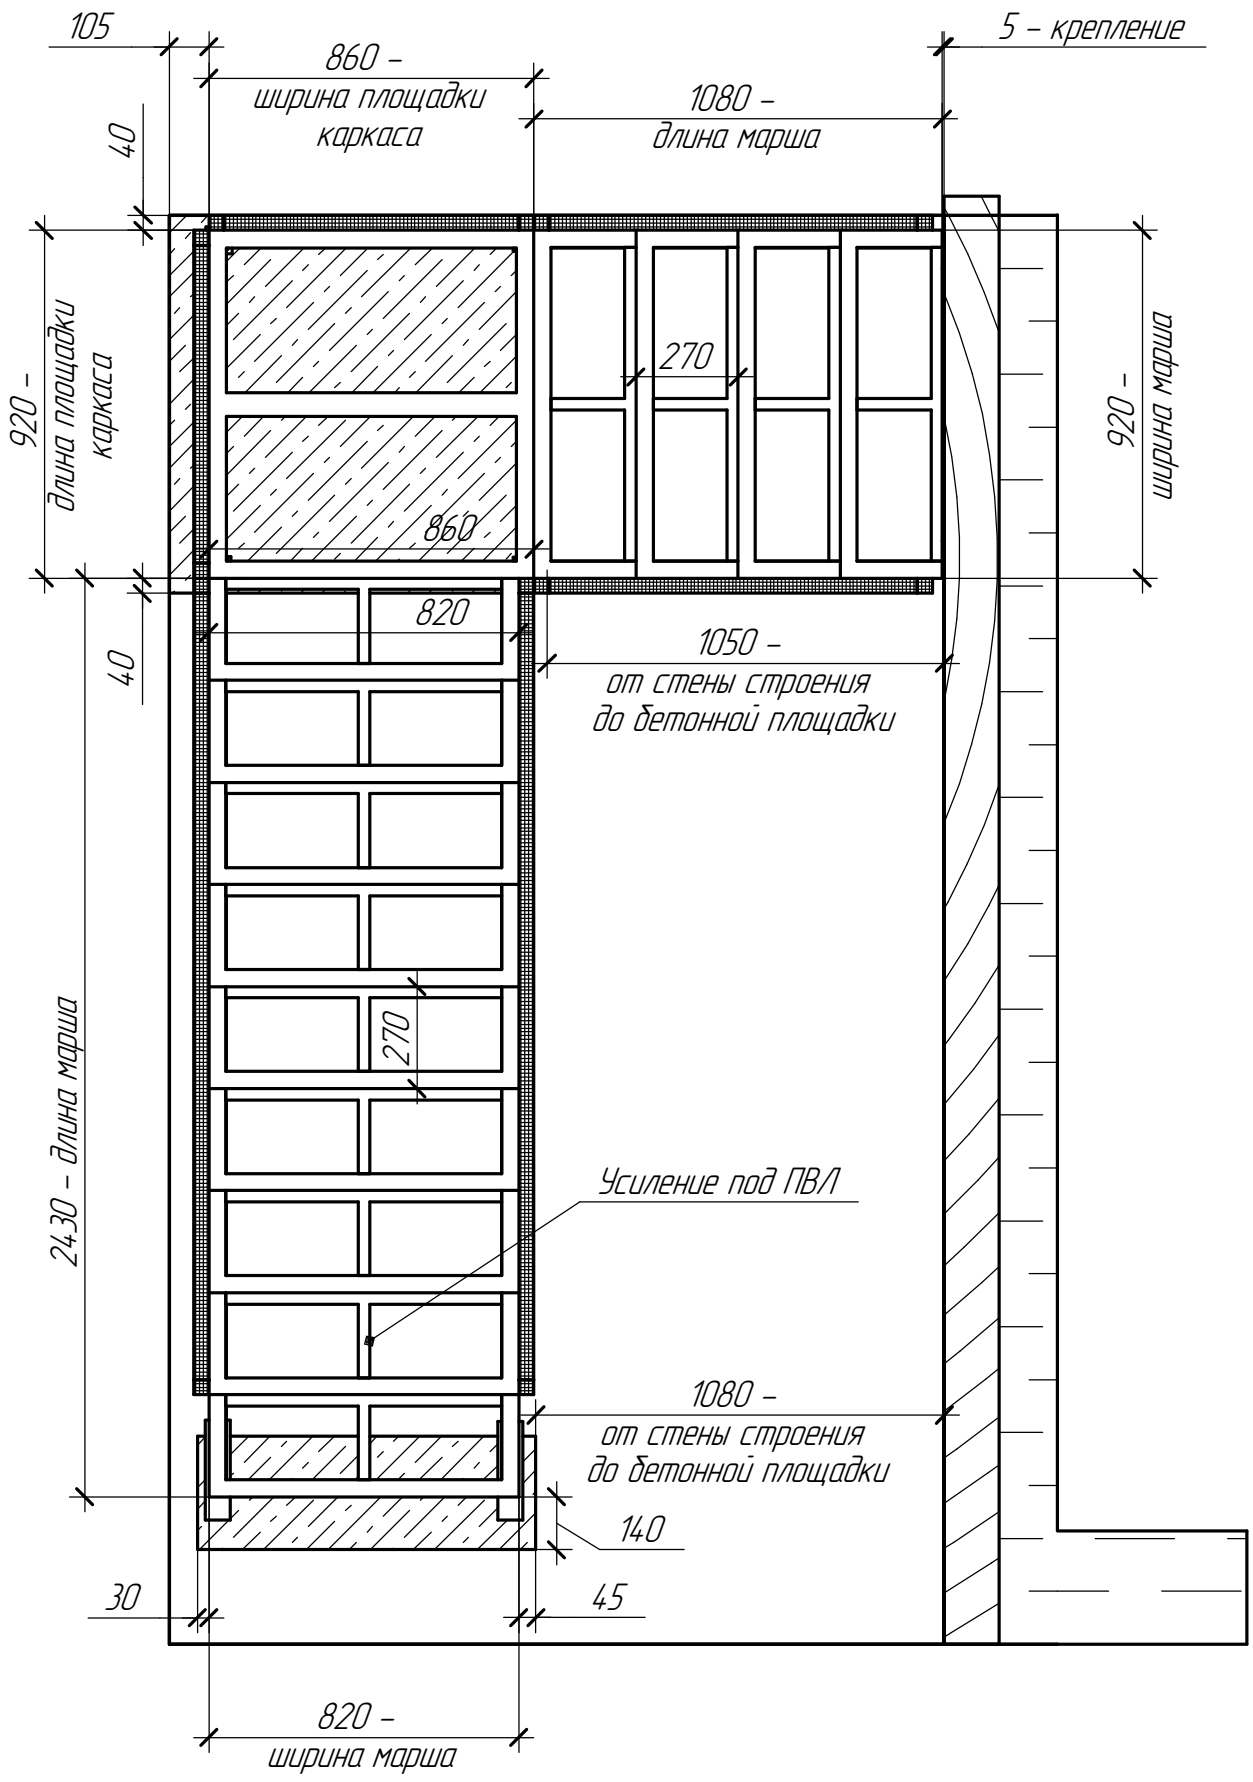 105
5 - крепление
860 -
ширина площадки
каркаса
1080 -
длина марша
40
920 -
длина площадки
каркаса
270
920 -
ширина марша
860
820
40
1050 -
от стены строения
до бетонной площадки
270
2430 - длина марша
Усиление под ПВЛ
1080 -
от стены строения
до бетонной площадки
140
30
45
820 -
ширина марша